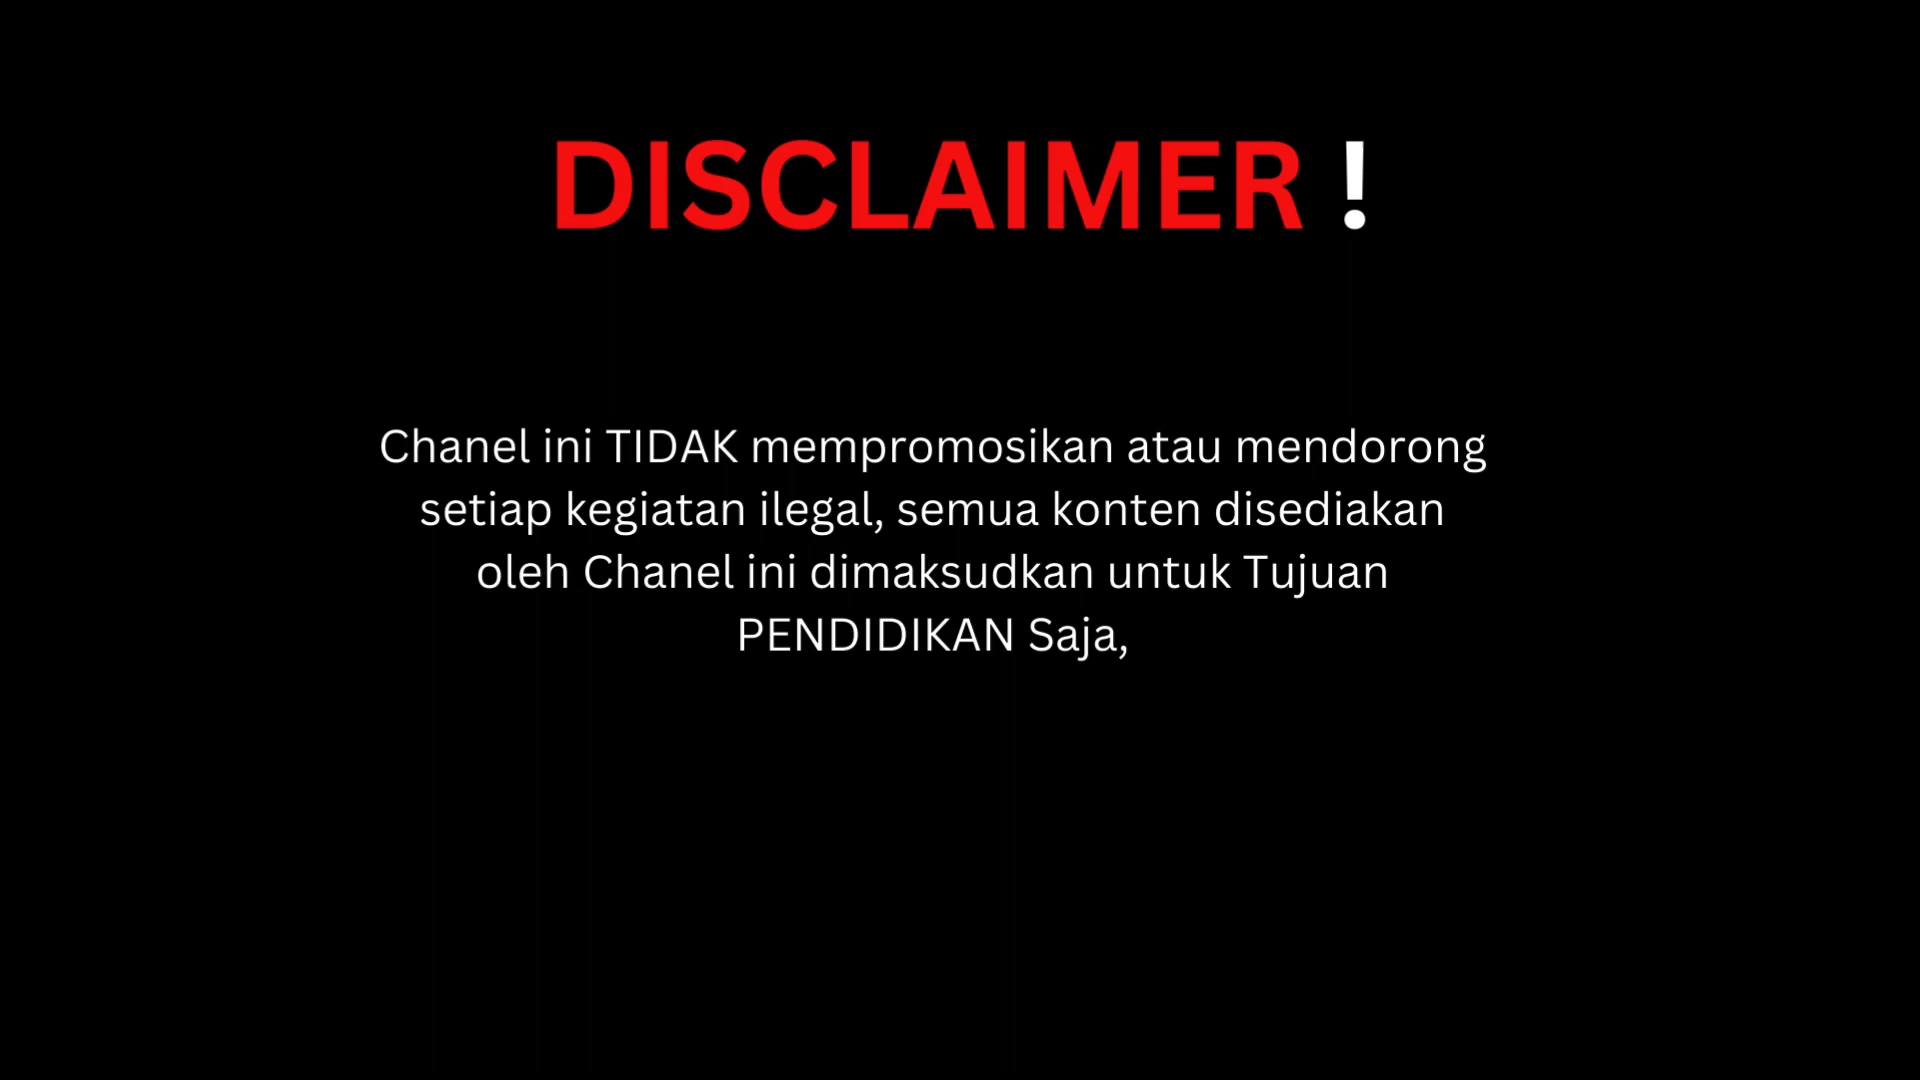 DISCLAIMER !
Chanel ini TIDAK mempromosikan atau mendorong
setiap kegiatan ilegal, semua konten disediakan
oleh Chanel ini dimaksudkan untuk Tujuan
PENDIDIKAN Saja,